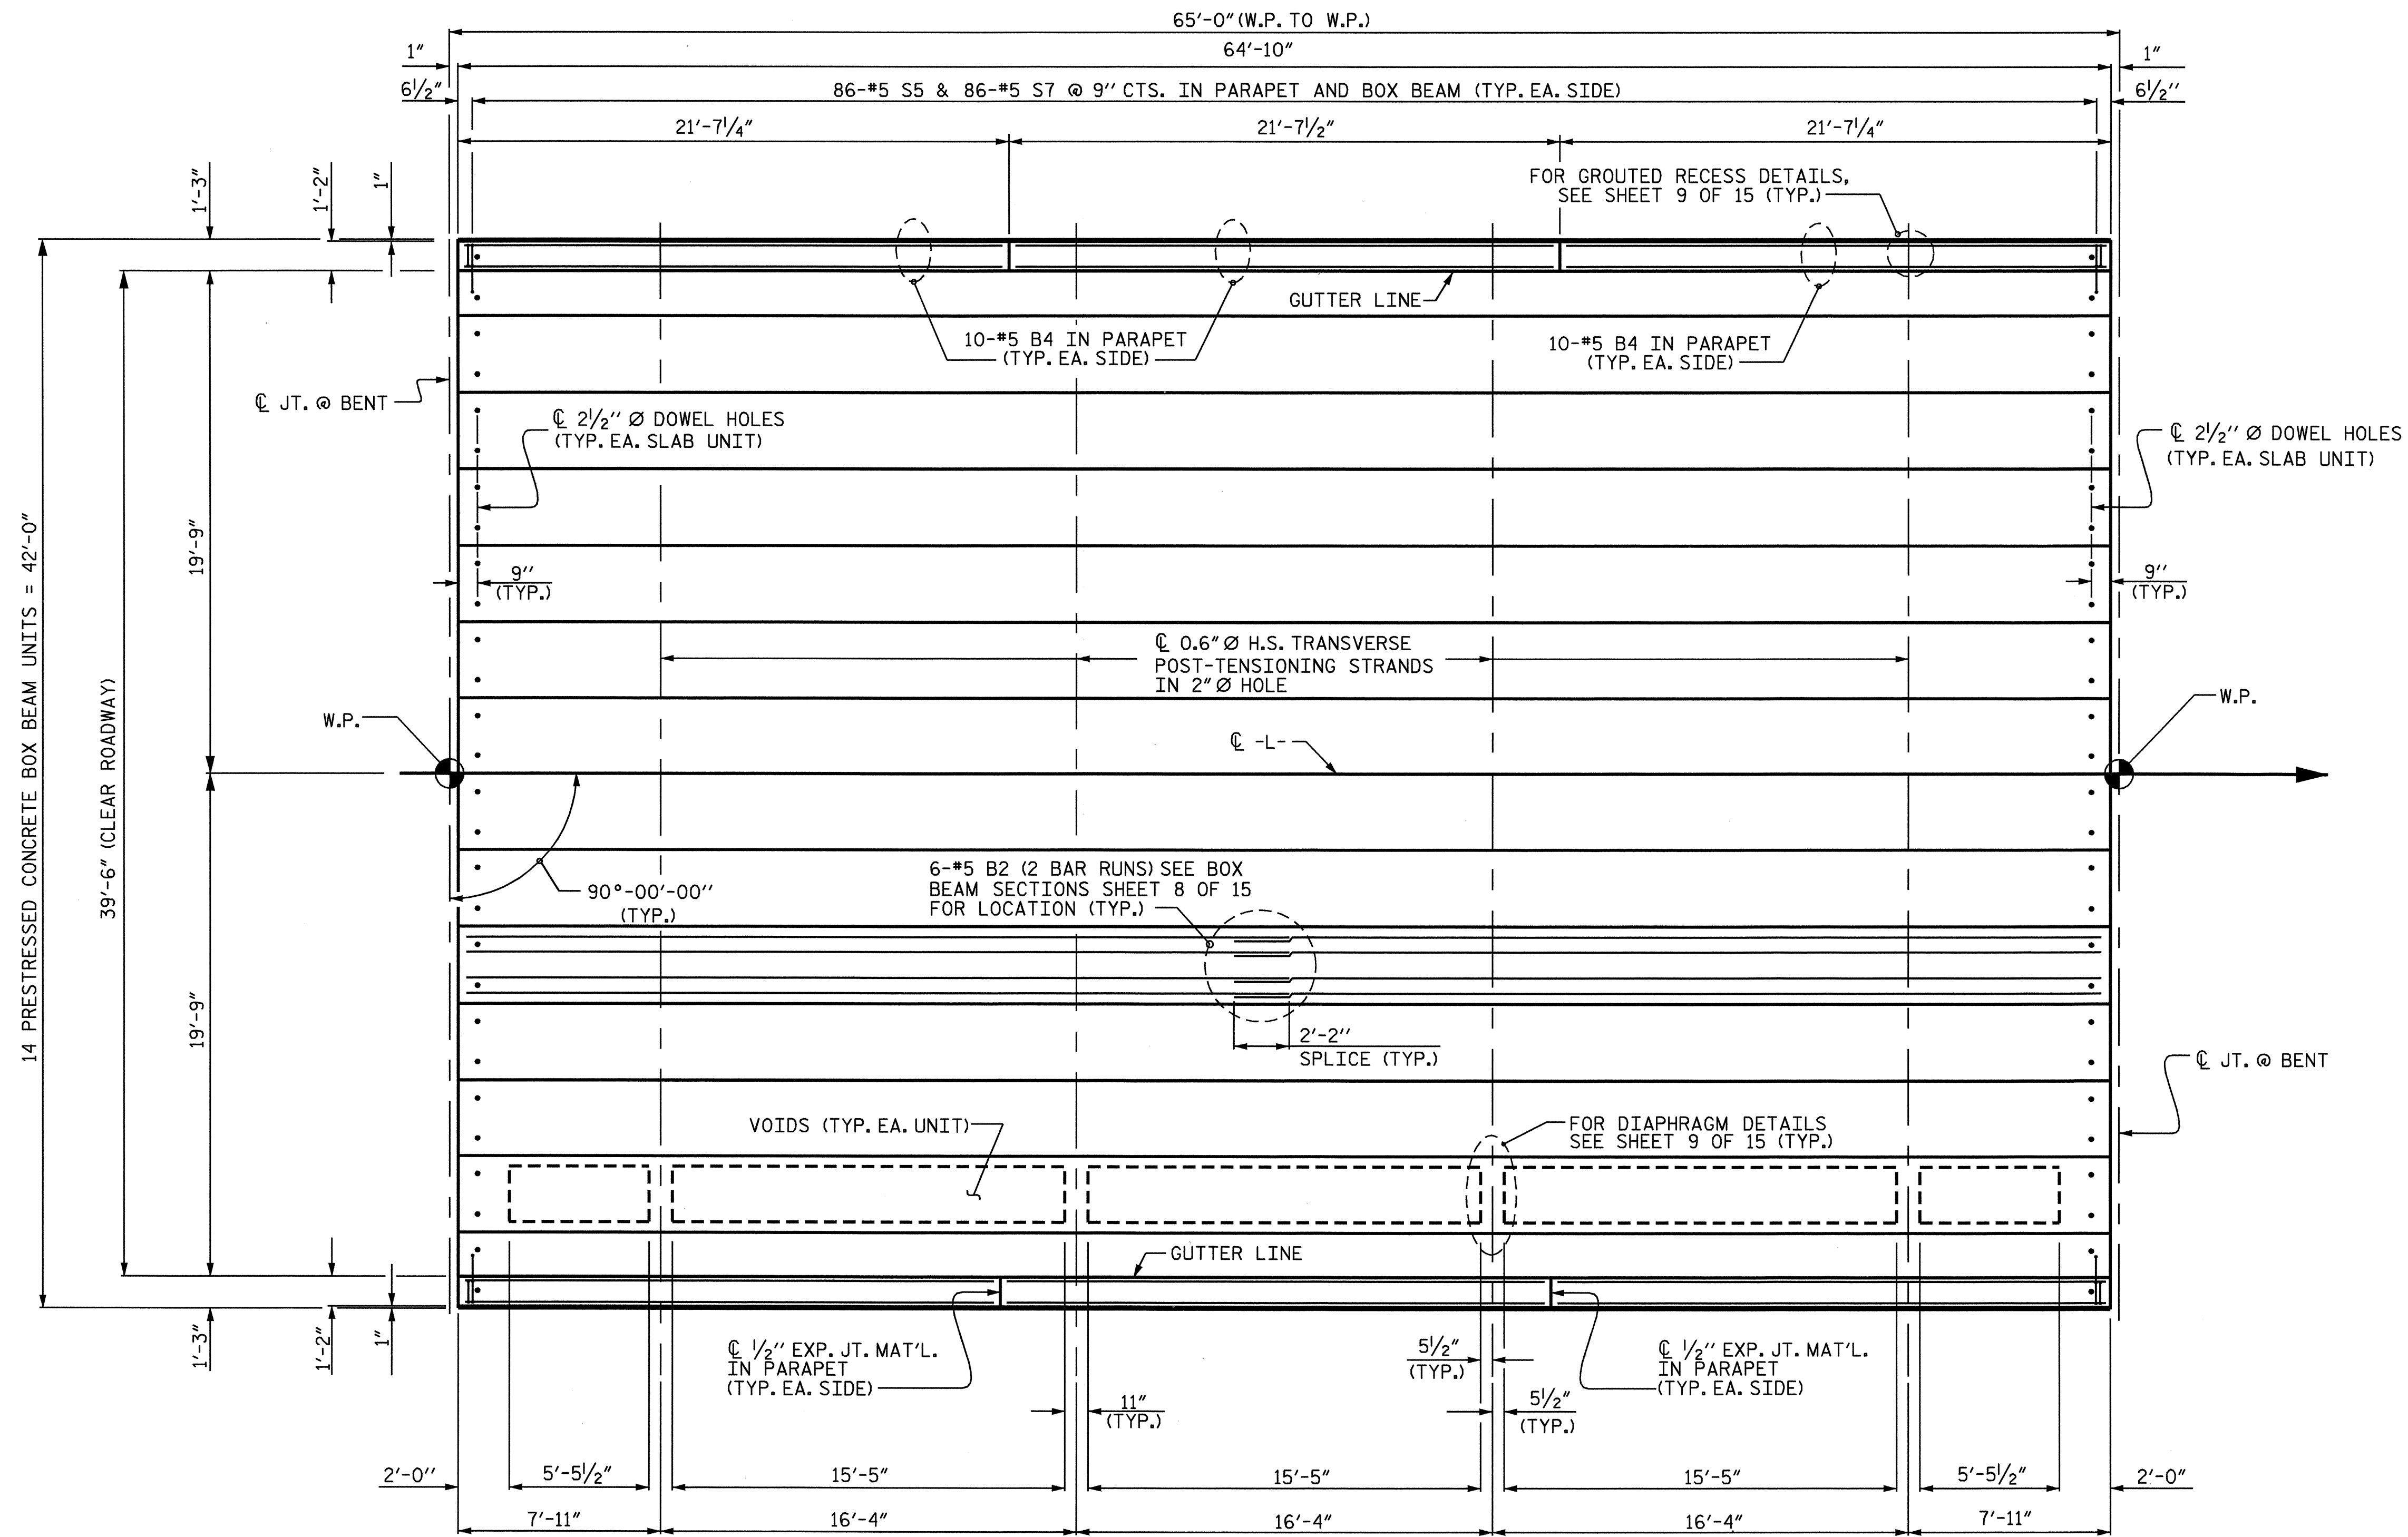 65'-0" (W.P. TO W.P.)
1"
64'-10"
1"
6½"
86-#5 S5 & 86-#5 S7 @ 9" CTS. IN PARAPET AND BOX BEAM (TYP. EA. SIDE)
6½"
21'-7¼"
21'-7½"
21'-7¼"
1'-3"
1'-2"
1"
FOR GROUTED RECESS DETAILS,
SEE SHEET 9 OF 15 (TYP.)
GUTTER LINE
10-#5 B4 IN PARAPET
(TYP. EA. SIDE)
10-#5 B4 IN PARAPET
(TYP. EA. SIDE)
℄ JT. @ BENT
℄ 2½" Ø DOWEL HOLES
(TYP. EA. SLAB UNIT)
℄ 2½" Ø DOWEL HOLES
(TYP. EA. SLAB UNIT)
14 PRESTRESSED CONCRETE BOX BEAM UNITS = 42'-0"
39'-6" (CLEAR ROADWAY)
19'-9"
9"
(TYP.)
9"
(TYP.)
℄ 0.6" Ø H.S. TRANSVERSE
POST-TENSIONING STRANDS
IN 2" Ø HOLE
W.P.
W.P.
℄ -L-
90°-00'-00"
(TYP.)
6-#5 B2 (2 BAR RUNS) SEE BOX
BEAM SECTIONS SHEET 8 OF 15
FOR LOCATION (TYP.)
19'-9"
2'-2"
SPLICE (TYP.)
℄ JT. @ BENT
VOIDS (TYP. EA. UNIT)
FOR DIAPHRAGM DETAILS
SEE SHEET 9 OF 15 (TYP.)
GUTTER LINE
1'-3"
1'-2"
1"
℄ ½" EXP. JT. MAT'L.
IN PARAPET
(TYP. EA. SIDE)
5½"
(TYP.)
℄ ½" EXP. JT. MAT'L.
IN PARAPET
(TYP. EA. SIDE)
11"
(TYP.)
5½"
(TYP.)
2'-0"
5'-5½"
15'-5"
15'-5"
15'-5"
5'-5½"
2'-0"
7'-11"
16'-4"
16'-4"
16'-4"
7'-11"